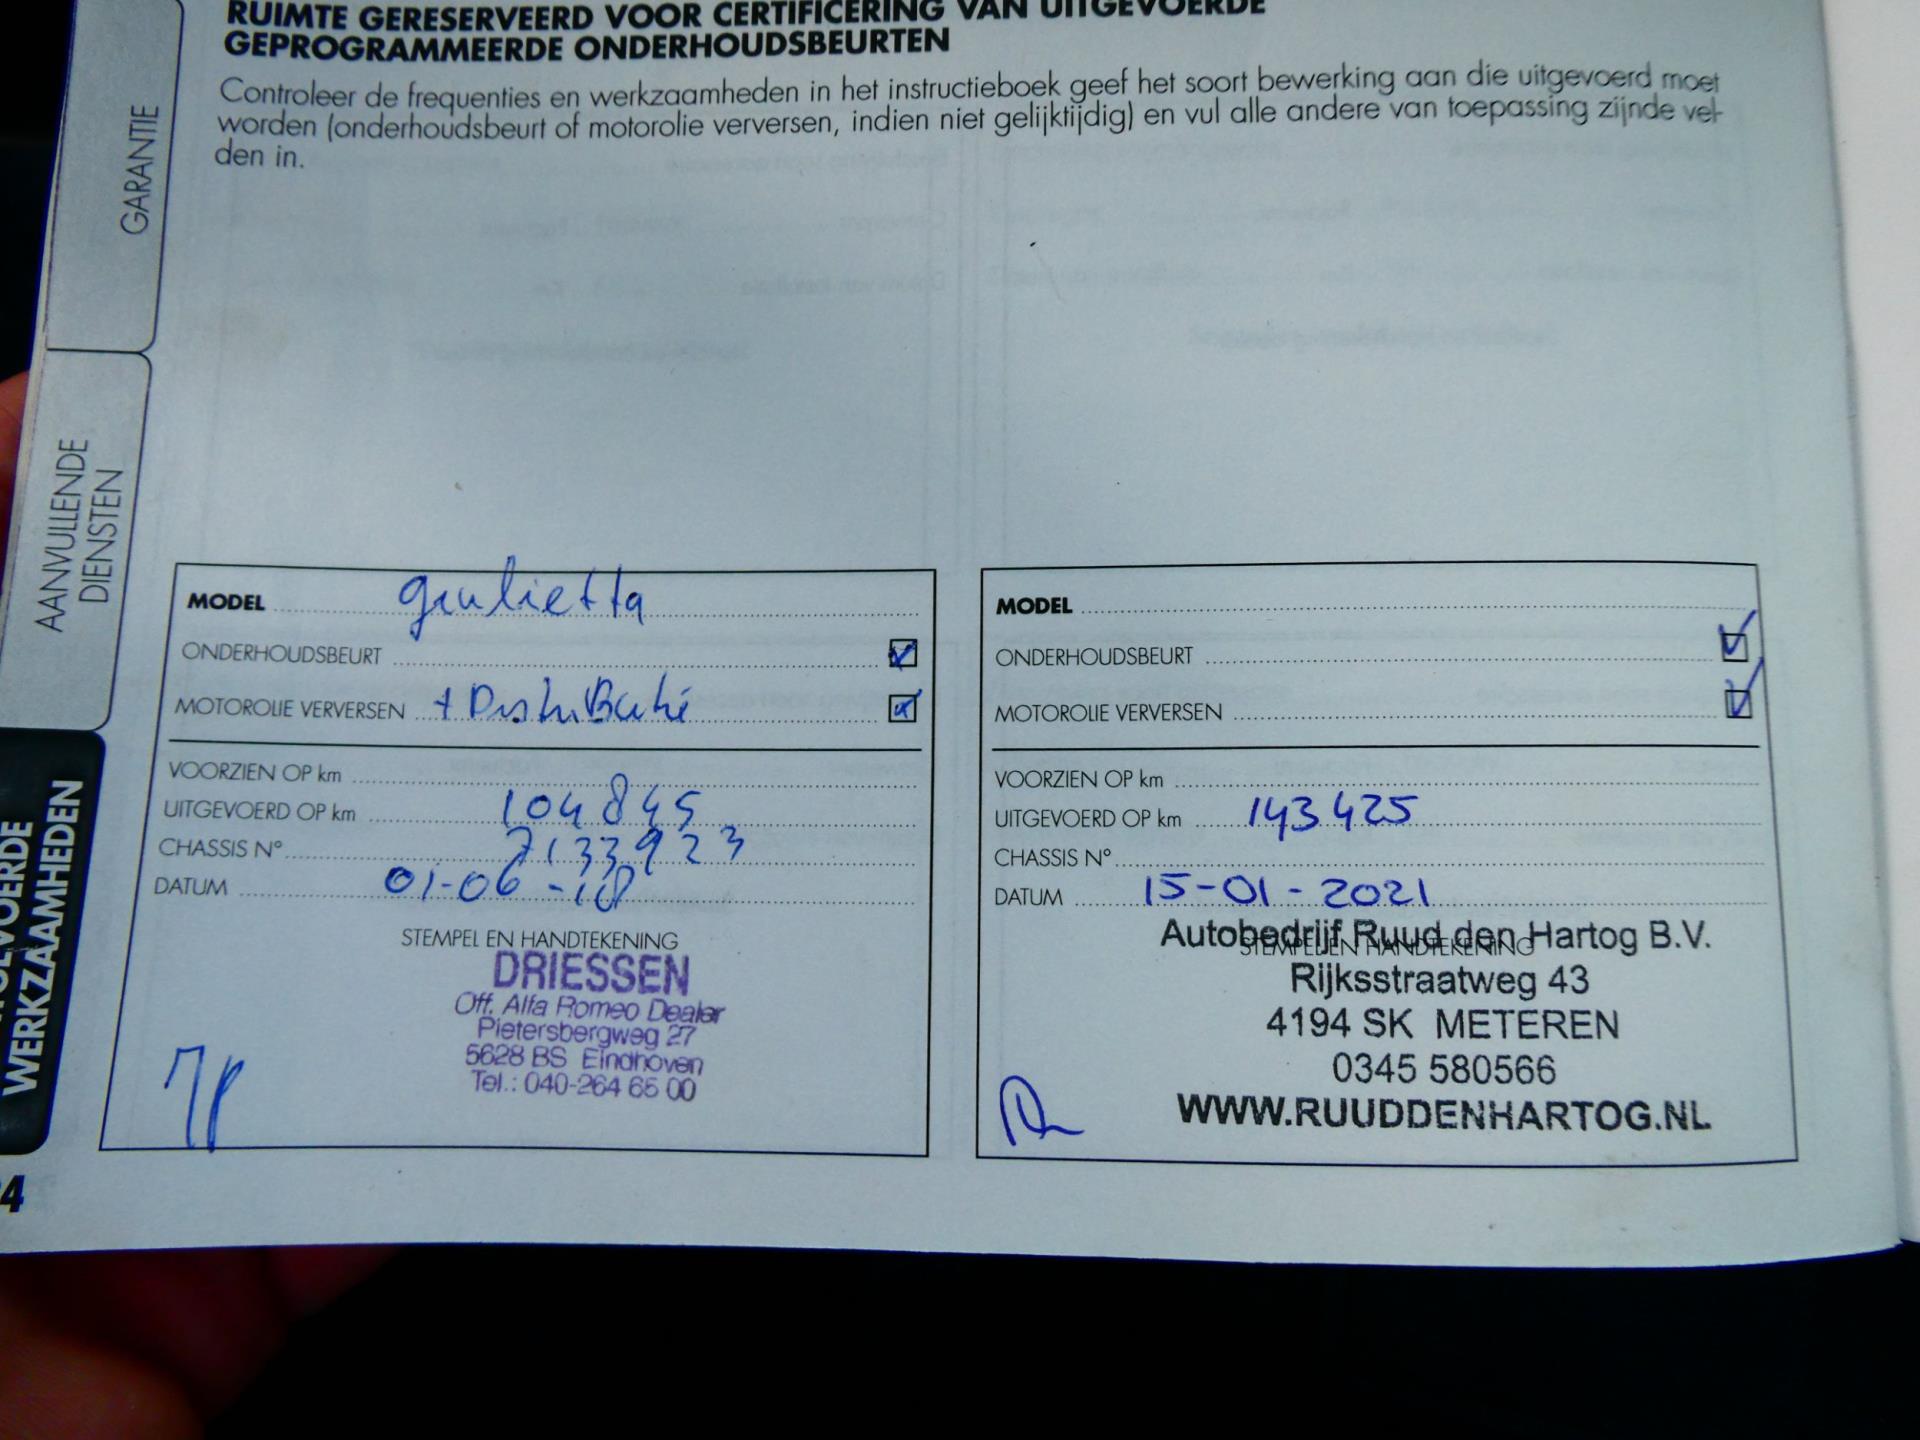 RUIMTE GERESERVEERD VOOR CERTIFICERING VAN UITGEVOERDE
GEPROGRAMMEERDE ONDERHOUDSBEURTEN
Controleer de frequenties en werkzaamheden in het instructieboek geef het soort bewerking aan die uitgevoerd moet
worden (onderhoudsbeurt of motorolie verversen, indien niet gelijktijdig) en vul alle andere van toepassing zijnde vel-
den in.
GARANTIE
AANVULLENDE
DIENSTEN
WERKZAAMHEDEN
MODEL giulietta
ONDERHOUDSBEURT
MOTOROLIE VERVERSEN +
VOORZIEN OP km
UITGEVOERD OP km 104845
CHASSIS N° 7133923
DATUM 01-06-18
STEMPEL EN HANDTEKENING
DRIESSEN
Off. Alfa Romeo Dealer
Pietersbergweg 27
5628 BS Eindhoven
Tel.: 040-264 65 00
MODEL
ONDERHOUDSBEURT
MOTOROLIE VERVERSEN
VOORZIEN OP km
UITGEVOERD OP km 143425
CHASSIS N°
DATUM 15-01-2021
STEMPEL EN HANDTEKENING
Autobedrijf Ruud den Hartog B.V.
Rijksstraatweg 43
4194 SK METEREN
0345 580566
WWW.RUUDDENHARTOG.NL
4